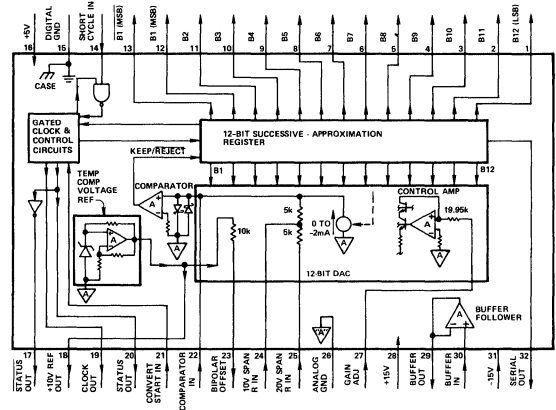 +5V
DIGITAL GND
SHORT CYCLE IN
B1 (MSB)
B1 (MSB)
B2
B3
B4
B5
B6
B7
B8
B9
B10
B11
B12 (LSB)
16
15
14
13
12
11
10
9
8
7
6
5
4
3
2
1
CASE
GATED
CLOCK &
CONTROL
CIRCUITS
12-BIT SUCCESSIVE - APPROXIMATION
REGISTER
KEEP/REJECT
B1
B12
TEMP
COMP
VOLTAGE
REF
COMPARATOR
CONTROL AMP
A
A
A
A
A
A
A
A
10k
5k
5k
0 TO
-2mA
19.95k
12-BIT DAC
"A"
A
BUFFER
FOLLOWER
17
18
19
20
21
22
23
24
25
26
27
28
29
30
31
32
STATUS OUT
+10V REF OUT
CLOCK OUT
STATUS OUT
CONVERT START IN
COMPARATOR IN
BIPOLAR OFFSET
10V SPAN R IN
20V SPAN R IN
ANALOG GND
GAIN ADJ
+15V
BUFFER OUT
BUFFER IN
-15V
SERIAL OUT